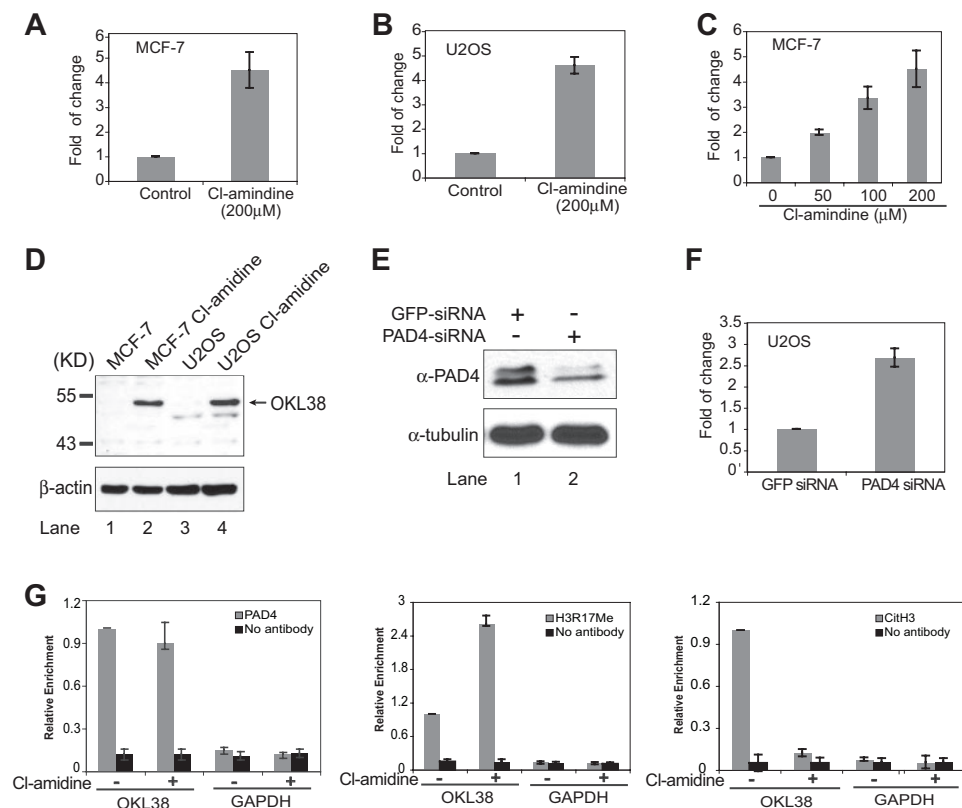 A
MCF-7
Fold of change
6
5
4
3
2
1
0
Control
Cl-amindine
(200μM)
B
U2OS
Fold of change
6
5
4
3
2
1
0
Control
Cl-amindine
(200μM)
C
MCF-7
Fold of change
6
5
4
3
2
1
0
0 50 100 200
Cl-amindine (μM)
D
MCF-7
MCF-7 Cl-amidine
U2OS
U2OS Cl-amidine
(KD)
55
OKL38
43
β-actin
Lane 1 2 3 4
E
GFP-siRNA + -
PAD4-siRNA - +
α-PAD4
α-tubulin
Lane 1 2
F
U2OS
Fold of change
3.5
3
2.5
2
1.5
1
0.5
0'
GFP siRNA PAD4 siRNA
G
Relative Enrichment
1.2
0.9
0.6
0.3
0
PAD4
No antibody
Cl-amidine - + - +
OKL38 GAPDH
Relative Enrichment
3
2.4
1.8
1.2
0.6
0
H3R17Me
No antibody
Cl-amidine - + - +
OKL38 GAPDH
Relative Enrichment
1.2
0.9
0.6
0.3
0
CitH3
No antibody
Cl-amidine - + - +
OKL38 GAPDH